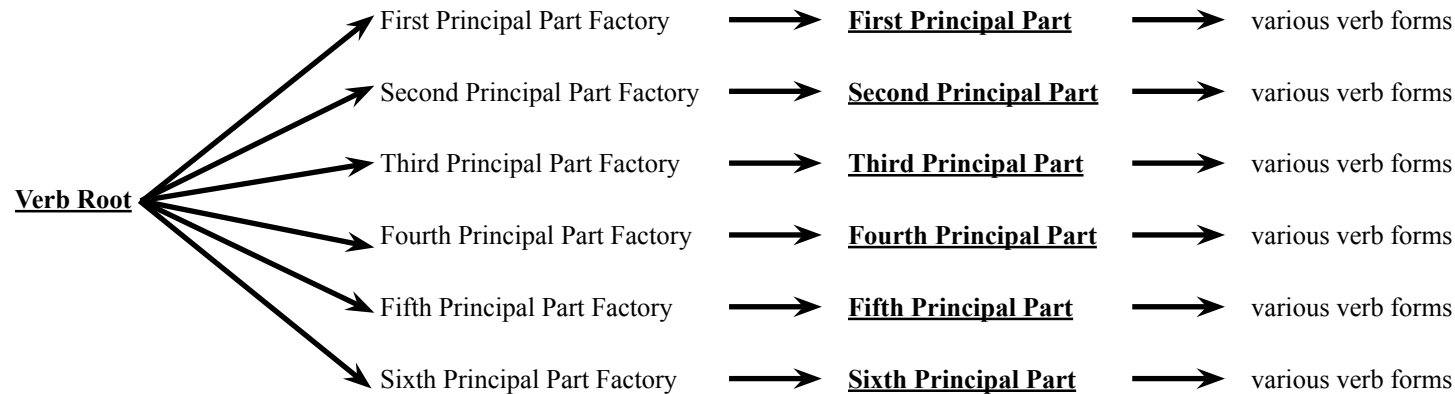 First Principal Part Factory First Principal Part various verb forms
Second Principal Part Factory Second Principal Part various verb forms
Third Principal Part Factory Third Principal Part various verb forms
Verb Root
Fourth Principal Part Factory Fourth Principal Part various verb forms
Fifth Principal Part Factory Fifth Principal Part various verb forms
Sixth Principal Part Factory Sixth Principal Part various verb forms